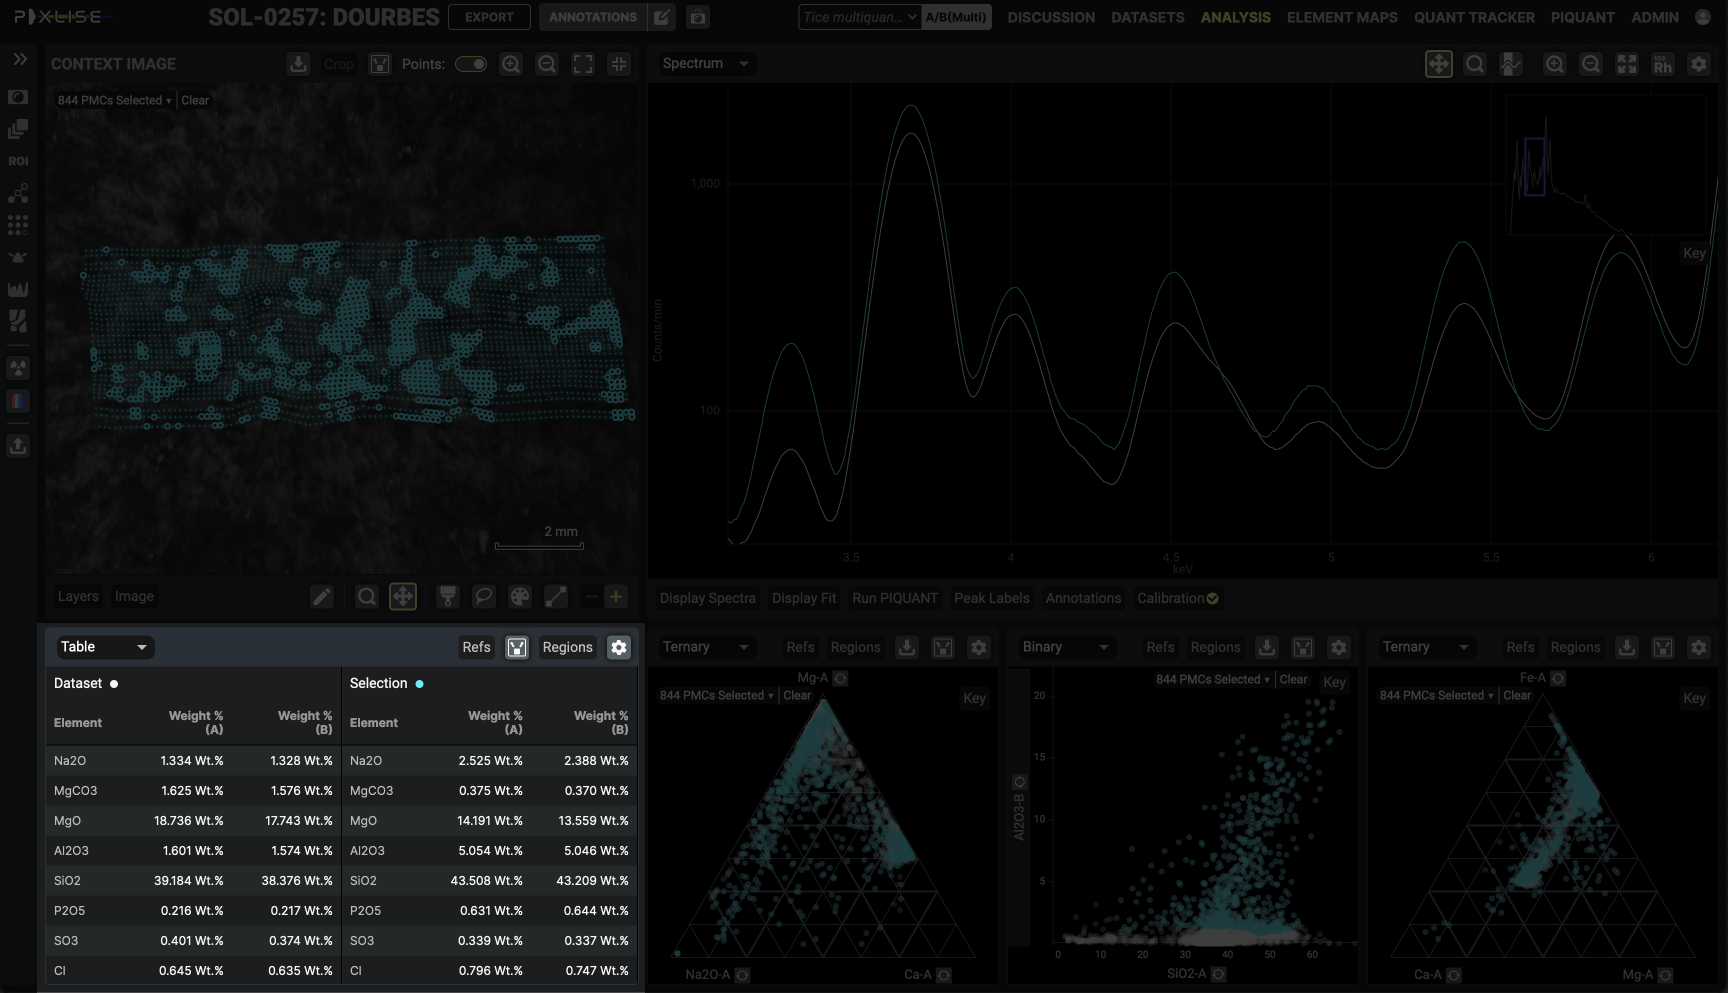 PIXLISE
SOL-0257: DOURBES
EXPORT
ANNOTATIONS
Tice multiquan...
A/B(Multi)
DISCUSSION
DATASETS
ANALYSIS
ELEMENT MAPS
QUANT TRACKER
PIQUANT
ADMIN
CONTEXT IMAGE
Crop
Points:
844 PMCs Selected
Clear
ROI
2 mm
Layers
Image
Spectrum
Rh
Key
Counts/min
1,000
100
3.5
4
4.5
5
5.5
6
keV
Display Spectra
Display Fit
Run PIQUANT
Peak Labels
Annotations
Calibration
Table
Refs
Regions
Dataset
Selection
Element
Weight % (A)
Weight % (B)
Element
Weight % (A)
Weight % (B)
Na2O 1.334 Wt.% 1.328 Wt.% Na2O 2.525 Wt.% 2.388 Wt.%
MgCO3 1.625 Wt.% 1.576 Wt.% MgCO3 0.375 Wt.% 0.370 Wt.%
MgO 18.736 Wt.% 17.743 Wt.% MgO 14.191 Wt.% 13.559 Wt.%
Al2O3 1.601 Wt.% 1.574 Wt.% Al2O3 5.054 Wt.% 5.046 Wt.%
SiO2 39.184 Wt.% 38.376 Wt.% SiO2 43.508 Wt.% 43.209 Wt.%
P2O5 0.216 Wt.% 0.217 Wt.% P2O5 0.631 Wt.% 0.644 Wt.%
SO3 0.401 Wt.% 0.374 Wt.% SO3 0.339 Wt.% 0.337 Wt.%
Cl 0.645 Wt.% 0.635 Wt.% Cl 0.796 Wt.% 0.747 Wt.%
Ternary
Refs
Regions
Mg-A
844 PMCs Selected
Clear
Key
Na2O-A
Ca-A
Binary
Refs
Regions
844 PMCs Selected
Clear
Key
20
15
10
5
Al2O3-B
0
10
20
30
40
50
60
SiO2-A
Ternary
Refs
Regions
Fe-A
844 PMCs Selected
Clear
Key
Ca-A
Mg-A